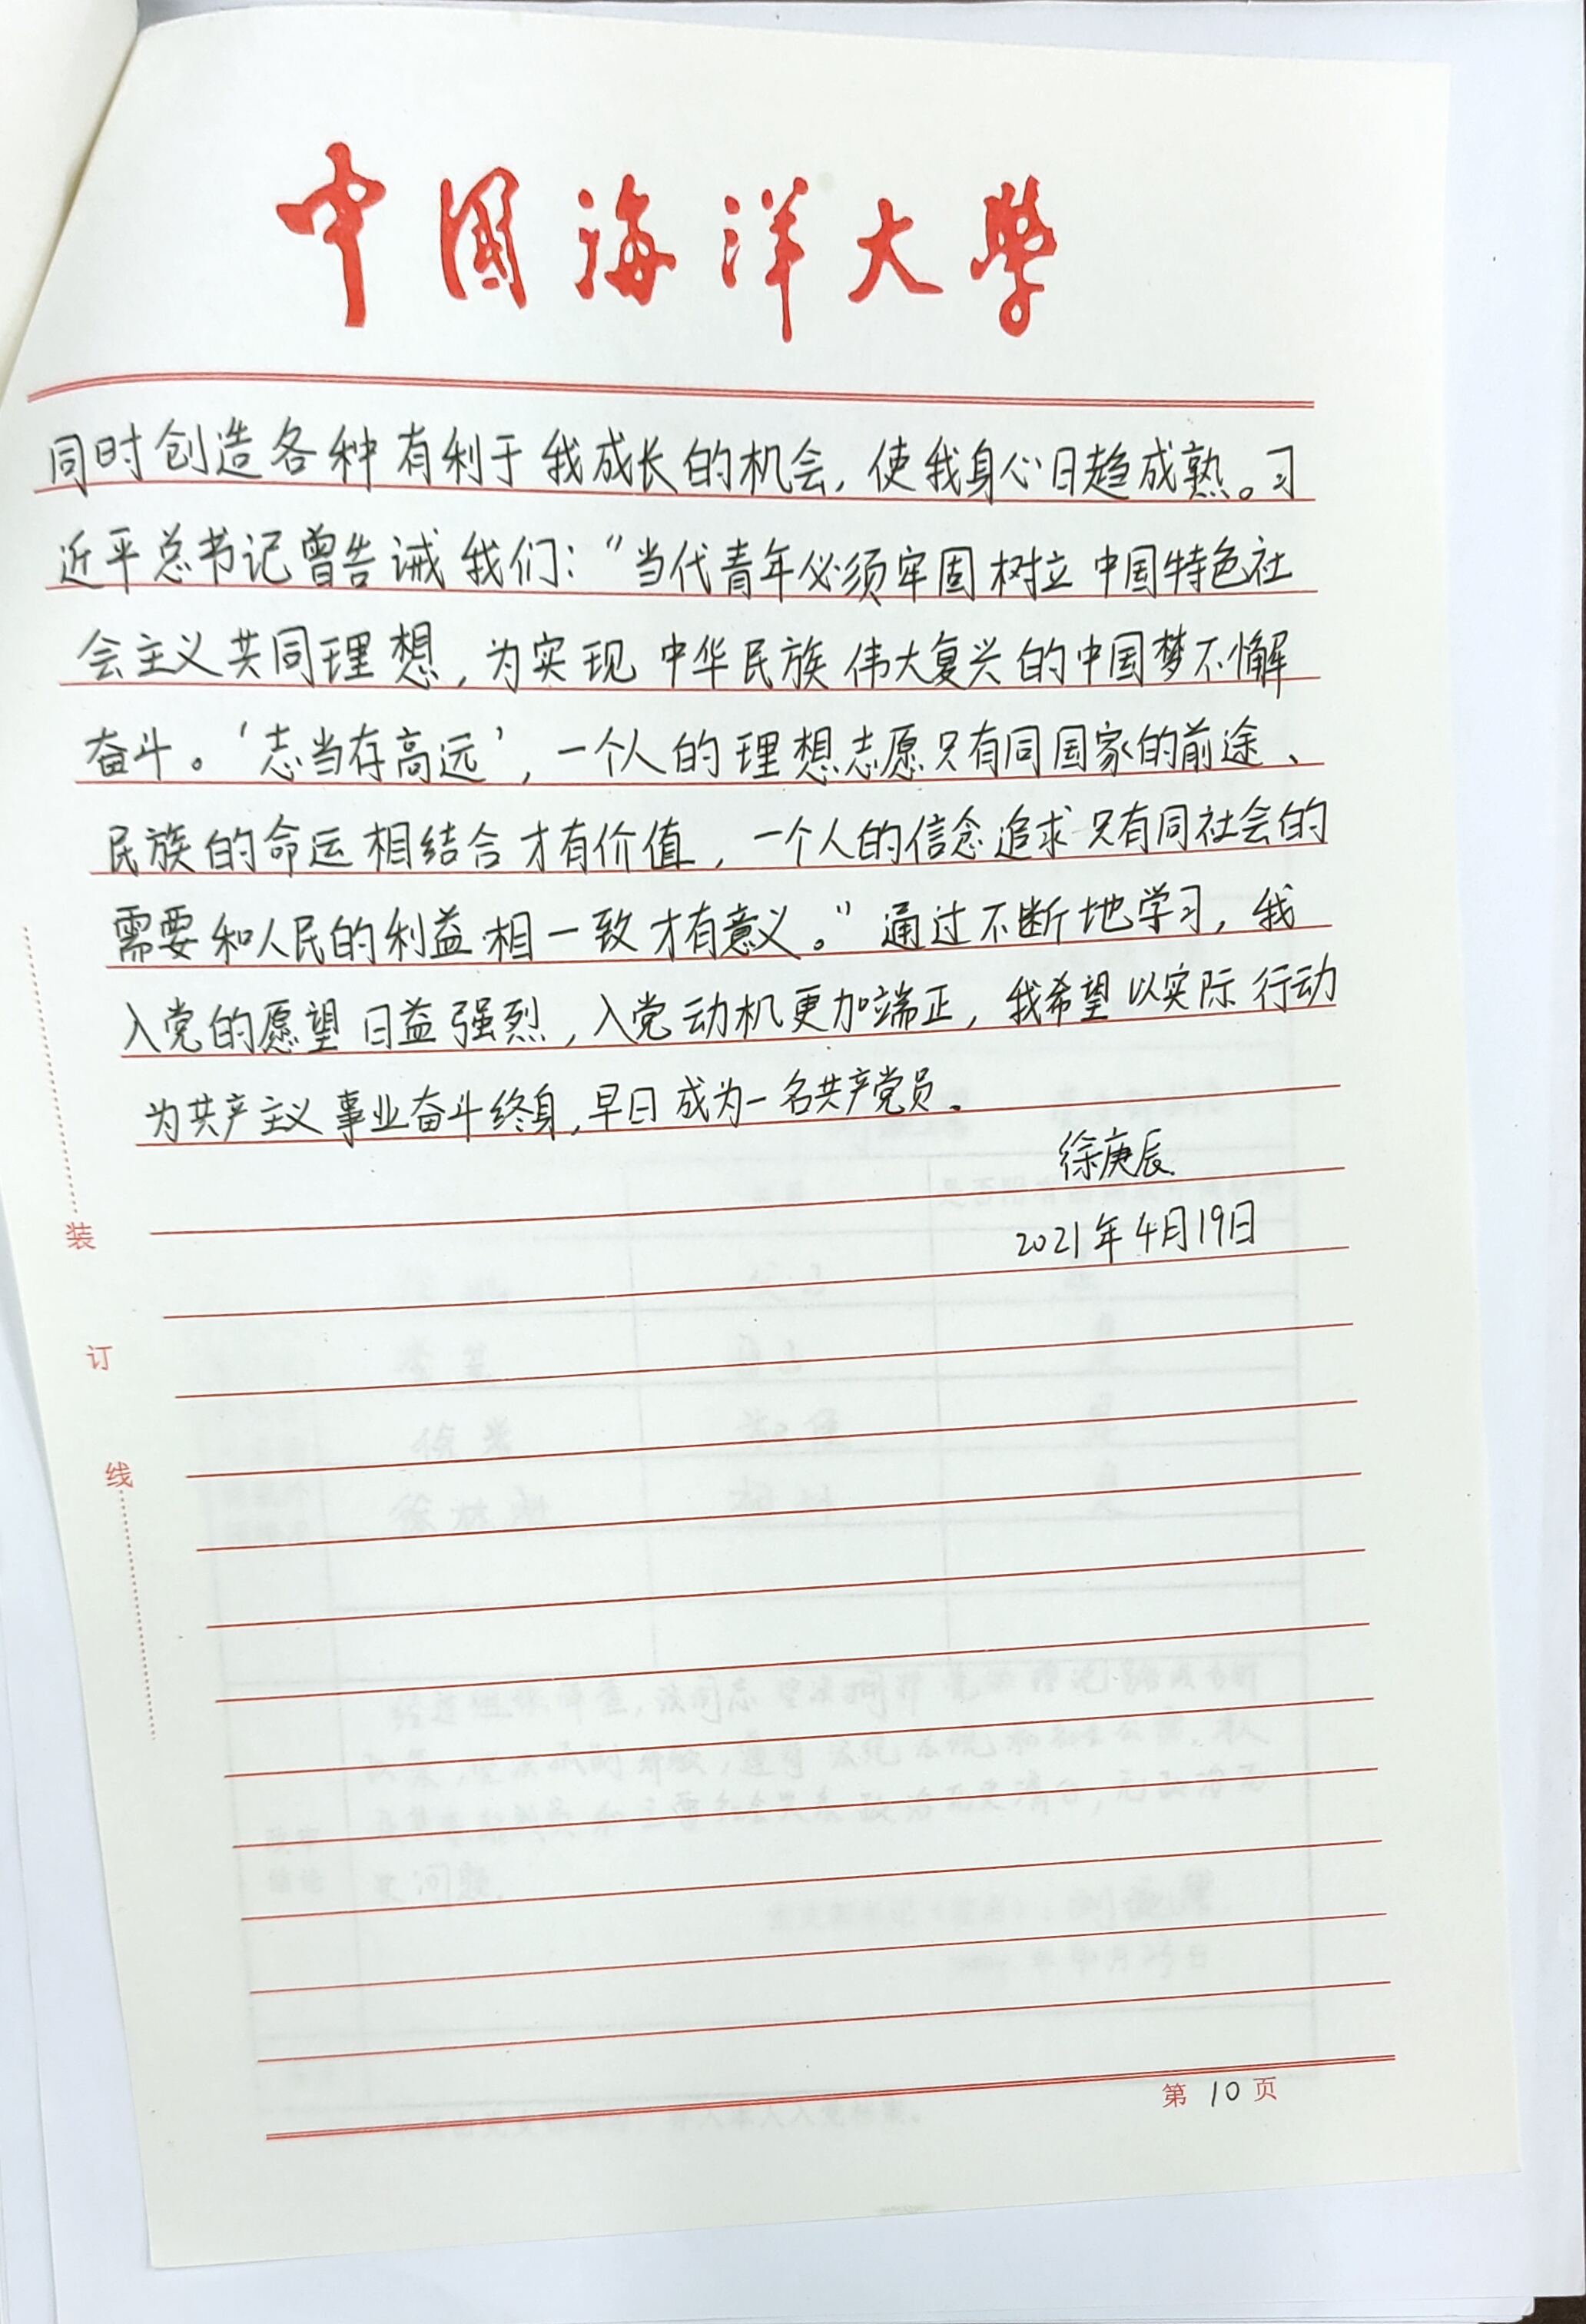 中国海洋大学
同时创造各种有利于我成长的机会，使我身心日趋成熟。习
近平总书记曾告诫我们：“当代青年必须牢固树立中国特色社
会主义共同理想，为实现中华民族伟大复兴的中国梦不懈
奋斗。‘志当存高远’，一个人的理想志愿只有同国家的前途、
民族的命运相结合才有价值，一个人的信念追求只有同社会的
需要和人民的利益相一致才有意义。”通过不断地学习，我
入党的愿望日益强烈，入党动机更加端正，我希望以实际行动
为共产主义事业奋斗终身，早日成为一名共产党员。
徐庚辰
2021年4月19日
装
订
线
第10页